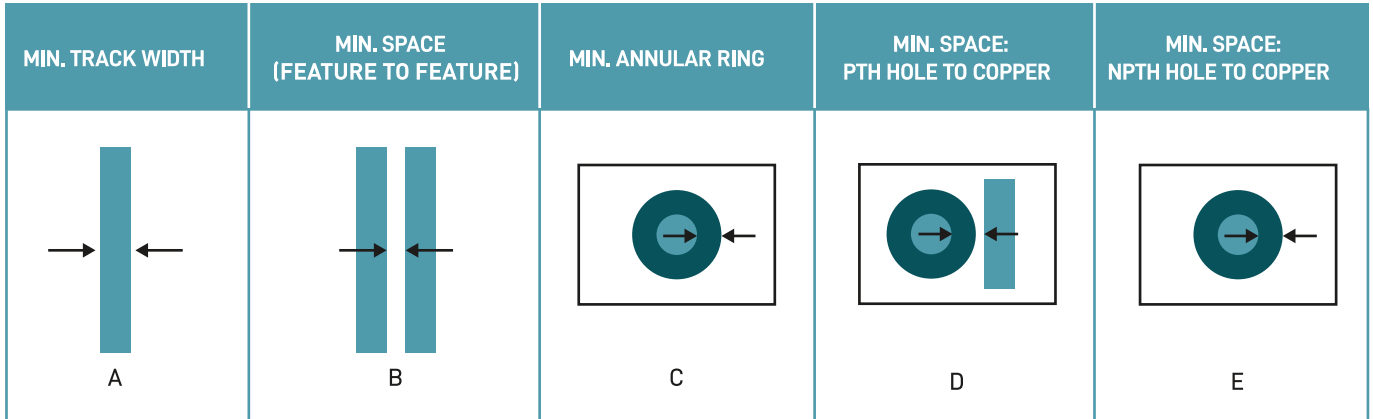 MIN. TRACK WIDTH
MIN. SPACE
(FEATURE TO FEATURE)
MIN. ANNULAR RING
MIN. SPACE:
PTH HOLE TO COPPER
MIN. SPACE:
NPTH HOLE TO COPPER
A
B
C
D
E